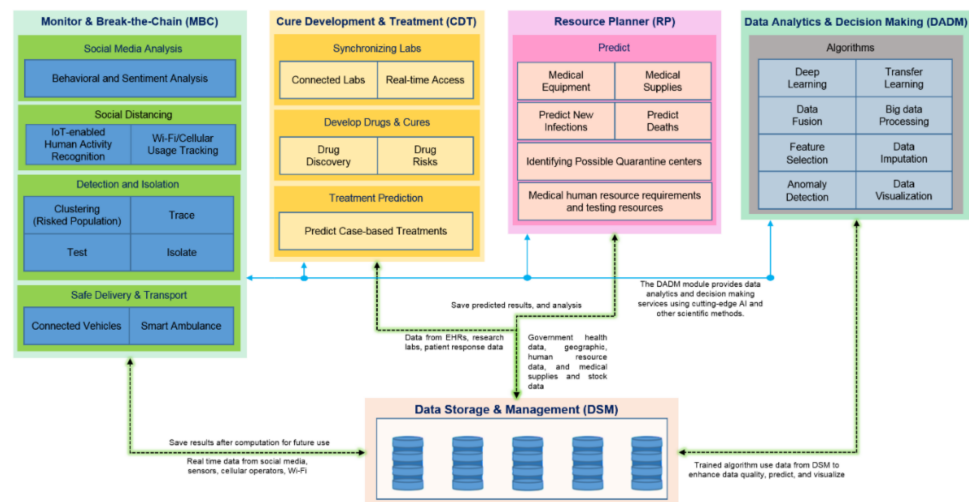 Monitor & Break-the-Chain (MBC)
Social Media Analysis
Behavioral and Sentiment Analysis
Social Distancing
IoT-enabled
Human Activity
Recognition
Wi-Fi/Cellular
Usage Tracking
Detection and Isolation
Clustering
(Risked Population)
Trace
Test
Isolate
Safe Delivery & Transport
Connected Vehicles
Smart Ambulance
Cure Development & Treatment (CDT)
Synchronizing Labs
Connected Labs
Real-time Access
Develop Drugs & Cures
Drug
Discovery
Drug
Risks
Treatment Prediction
Predict Case-based Treatments
Resource Planner (RP)
Predict
Medical
Equipment
Medical
Supplies
Predict New
Infections
Predict
Deaths
Identifying Possible Quarantine centers
Medical human resource requirements
and testing resources
Data Analytics & Decision Making (DADM)
Algorithms
Deep
Learning
Transfer
Learning
Data
Fusion
Big data
Processing
Feature
Selection
Data
Imputation
Anomaly
Detection
Data
Visualization
The DADM module provides data
analytics and decision making
services using cutting-edge AI and
other scientific methods.
Save predicted results, and analysis
Data from EHRs, research
labs, patient response data
Government health
data, geographic,
human resource
data, and medical
supplies and stock
data
Data Storage & Management (DSM)
Save results after computation for future use
Real time data from social media,
sensors, cellular operators, Wi-Fi
Trained algorithm use data from DSM to
enhance data quality, predict, and visualize